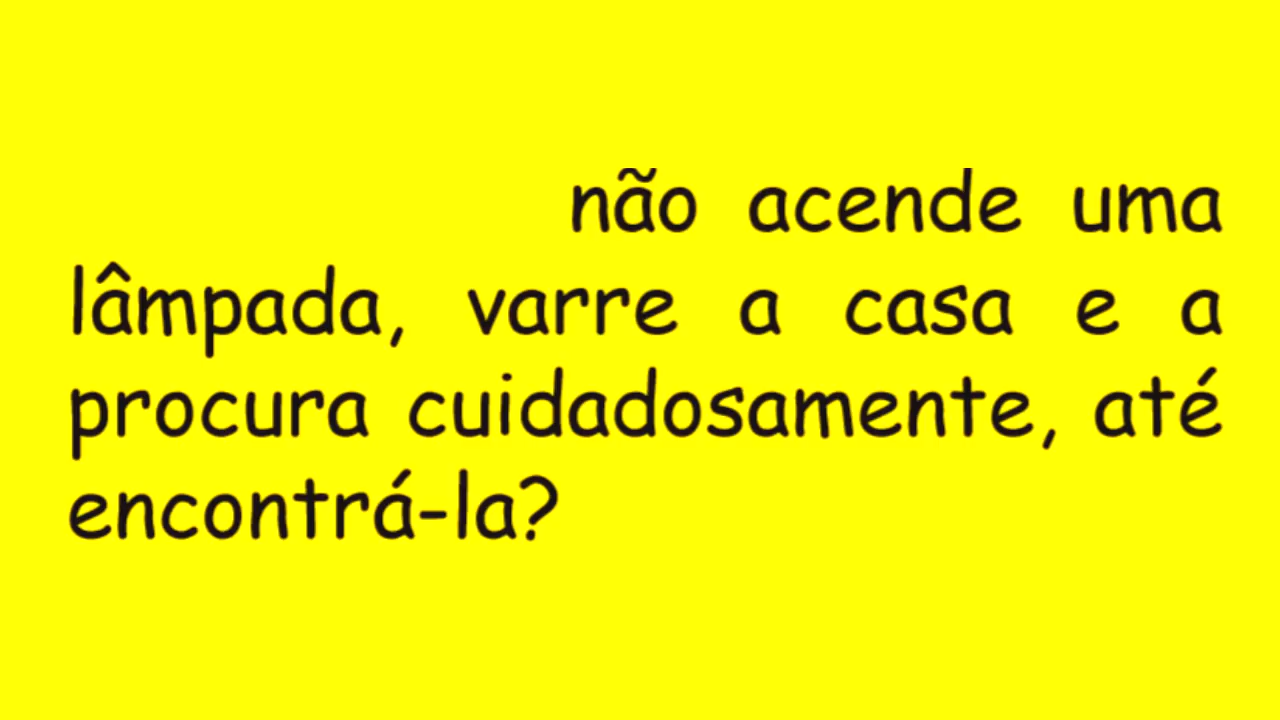 não acende uma
lâmpada, varre a casa e a
procura cuidadosamente, até
encontrá-la?